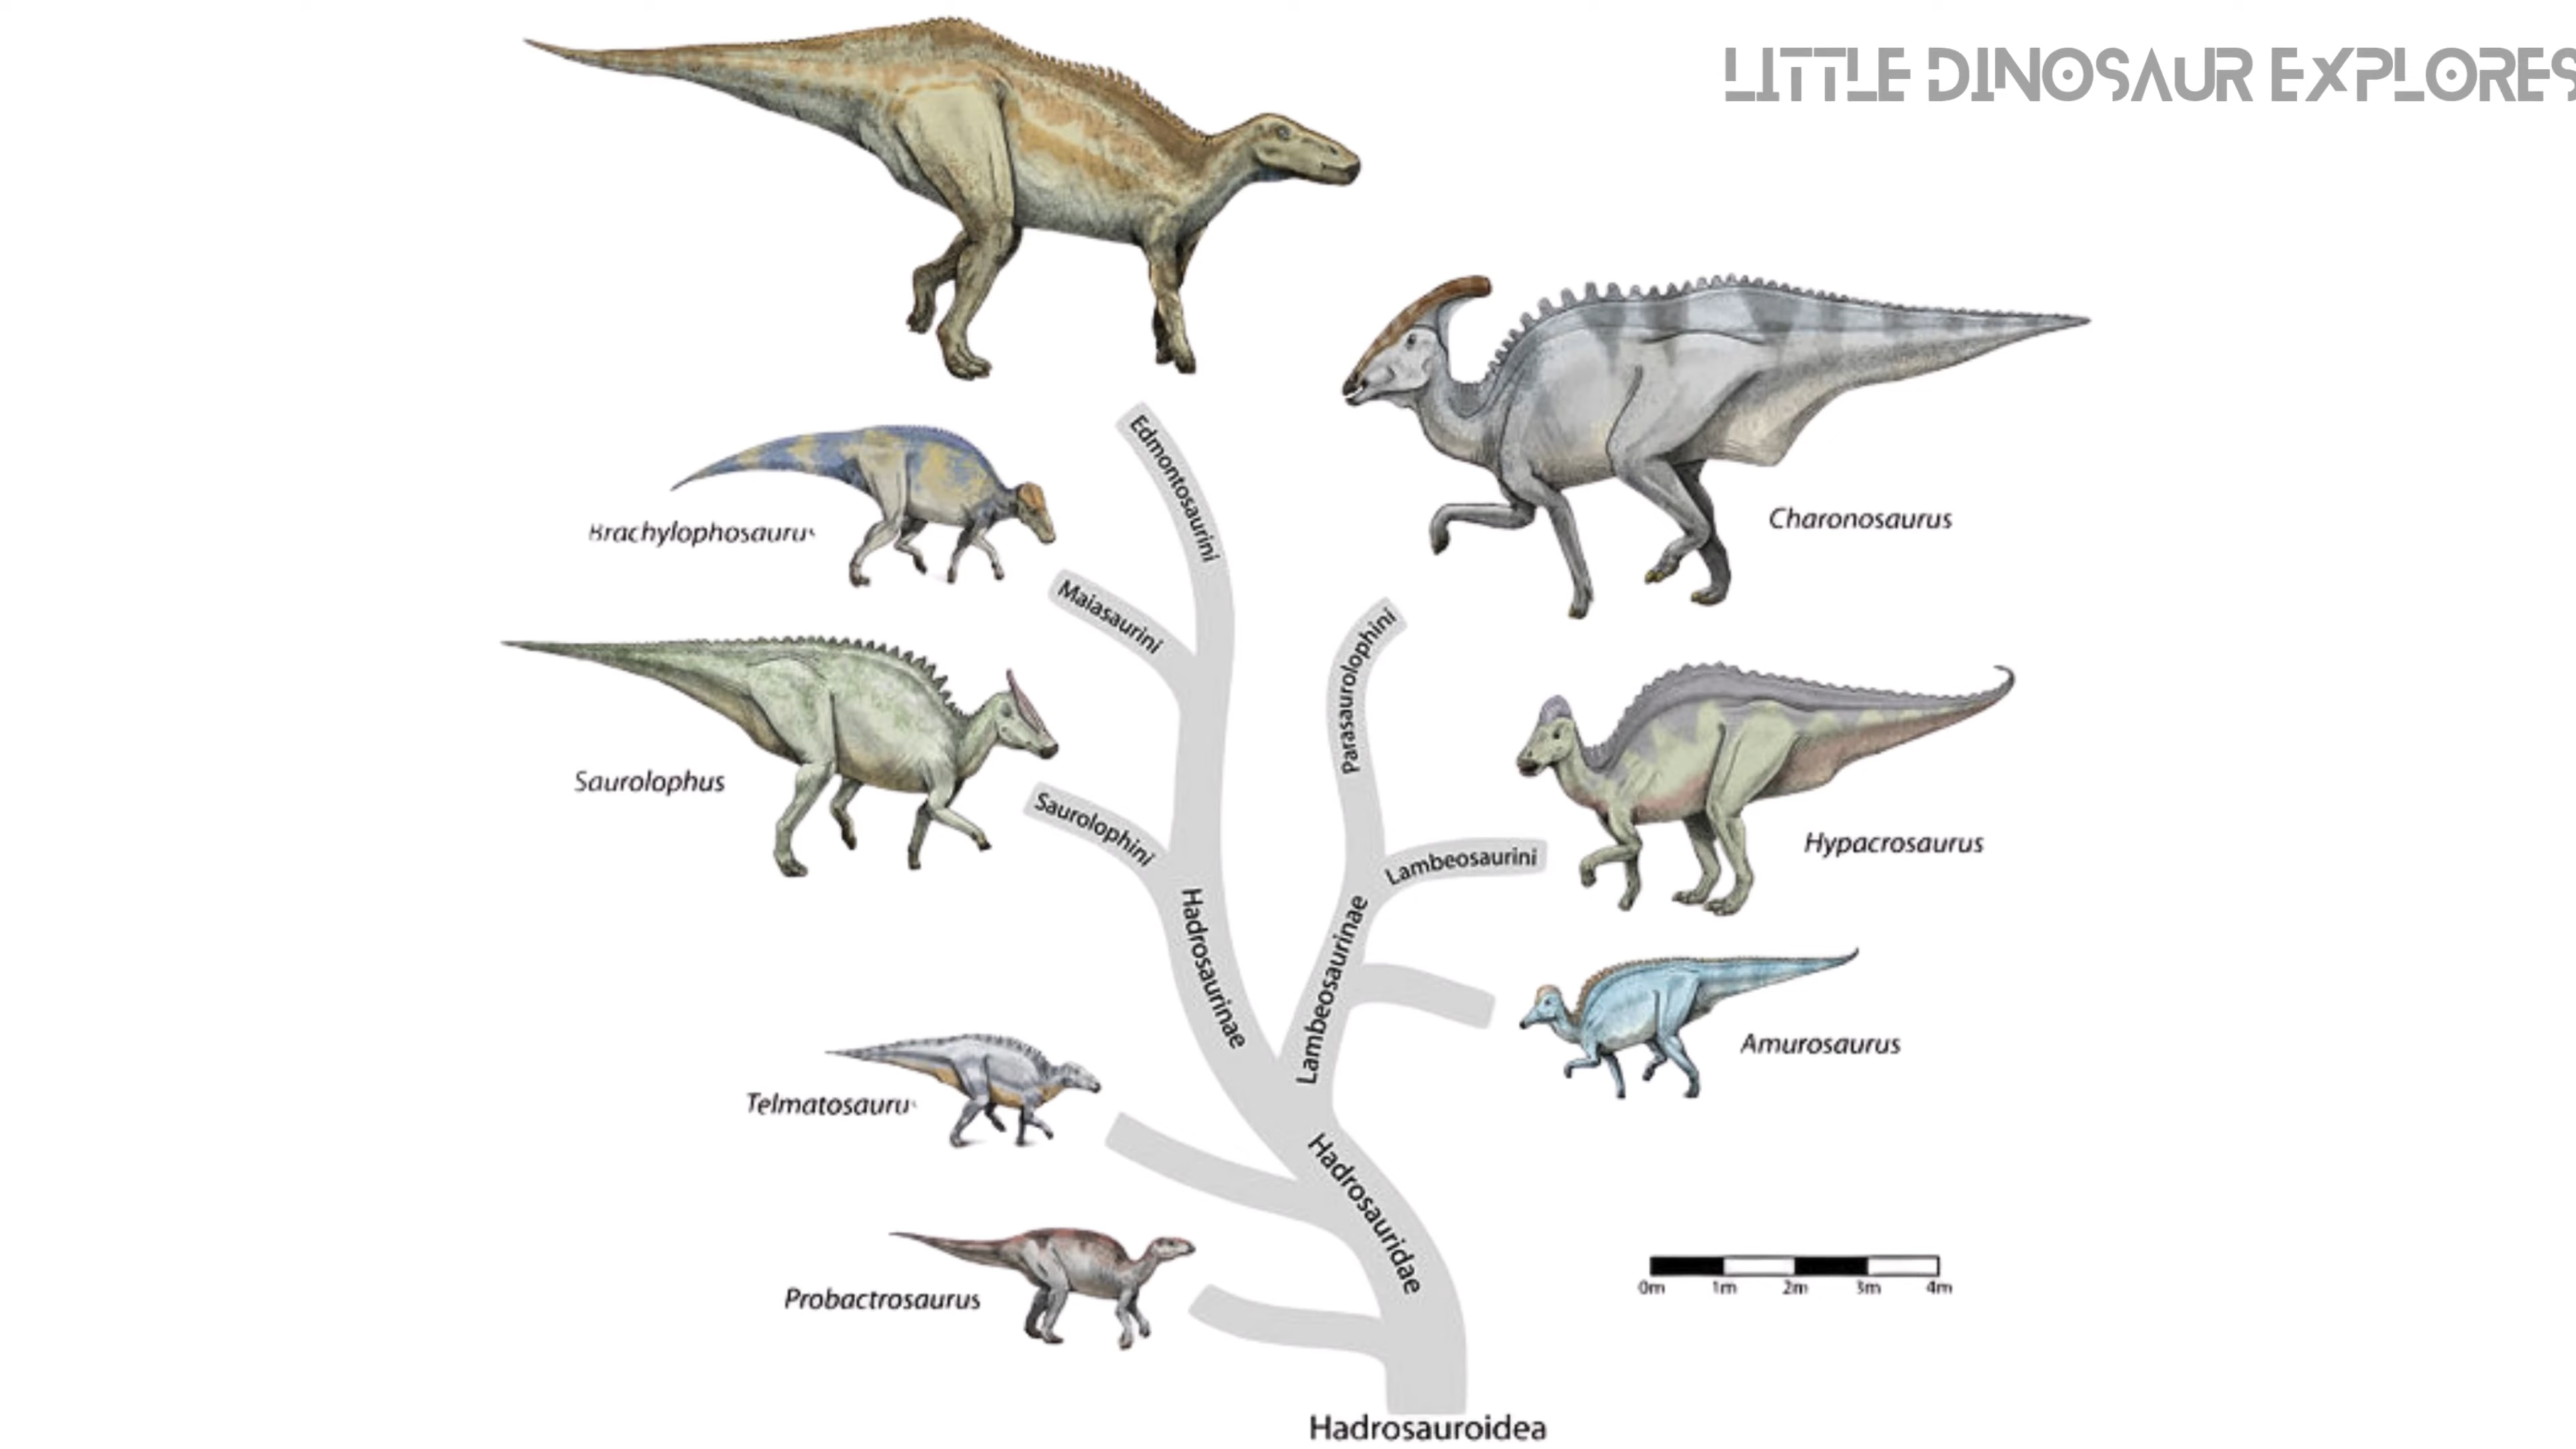 LITTLE DINOSAUR EXPLORES
Edmontosaurini
Brachylophosaurus
Charonosaurus
Maiasaurini
Parasaurolophini
Saurolophus
Saurolophini
Lambeosaurini
Hypacrosaurus
Hadrosaurinae
Lambeosaurinae
Amurosaurus
Telmatosauru
Hadrosauridae
Probactrosaurus
0m 1m 2m 3m 4m
Hadrosauroidea